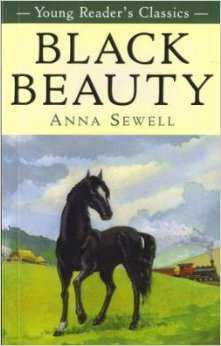 Young Reader's Classics
BLACK
BEAUTY
ANNA SEWELL